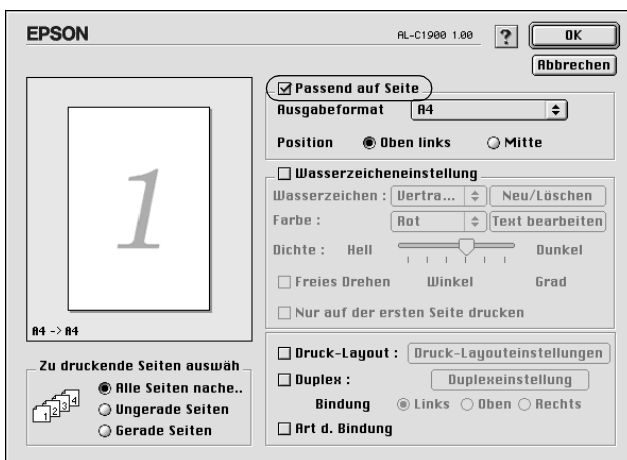 EPSON
AL-C1900 1.00
?
OK
Abbrechen
Passend auf Seite
Ausgabeformat A4
Position Oben links Mitte
1
A4 -> A4
Wasserzeicheneinstellung
Wasserzeichen : Vertra... Neu/Löschen
Farbe : Rot Text bearbeiten
Dichte : Hell Dunkel
Freies Drehen Winkel Grad
Nur auf der ersten Seite drucken
Zu druckende Seiten auswäh
1 2 3 4
Alle Seiten nache..
Ungerade Seiten
Gerade Seiten
Druck-Layout : Druck-Layouteinstellungen
Duplex : Duplexeinstellung
Bindung Links Oben Rechts
Art d. Bindung